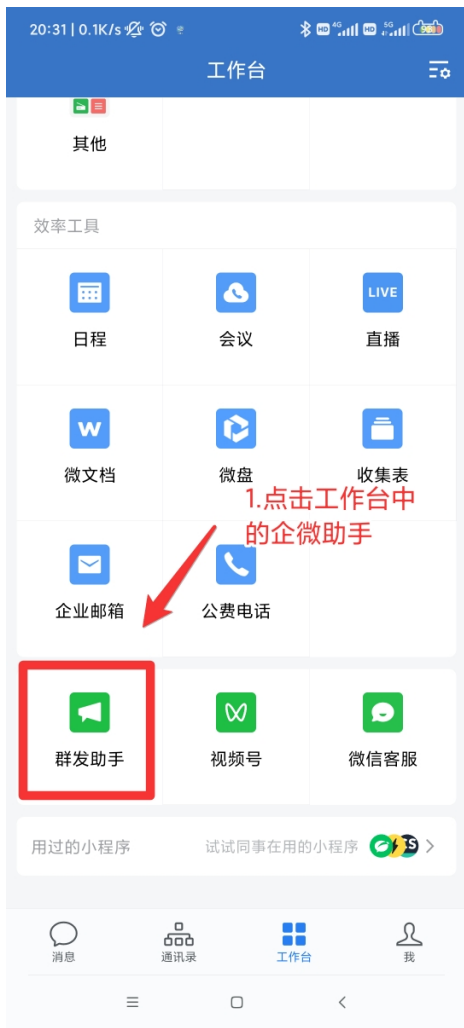 20:31 | 0.1K/s
HD 4G HD 5G
工作台
其他
效率工具
LIVE
日程 会议 直播
W
微文档 微盘 收集表
1.点击工作台中
的企微助手
企业邮箱 公费电话
群发助手 视频号 微信客服
用过的小程序 试试同事在用的小程序
消息 通讯录 工作台 我